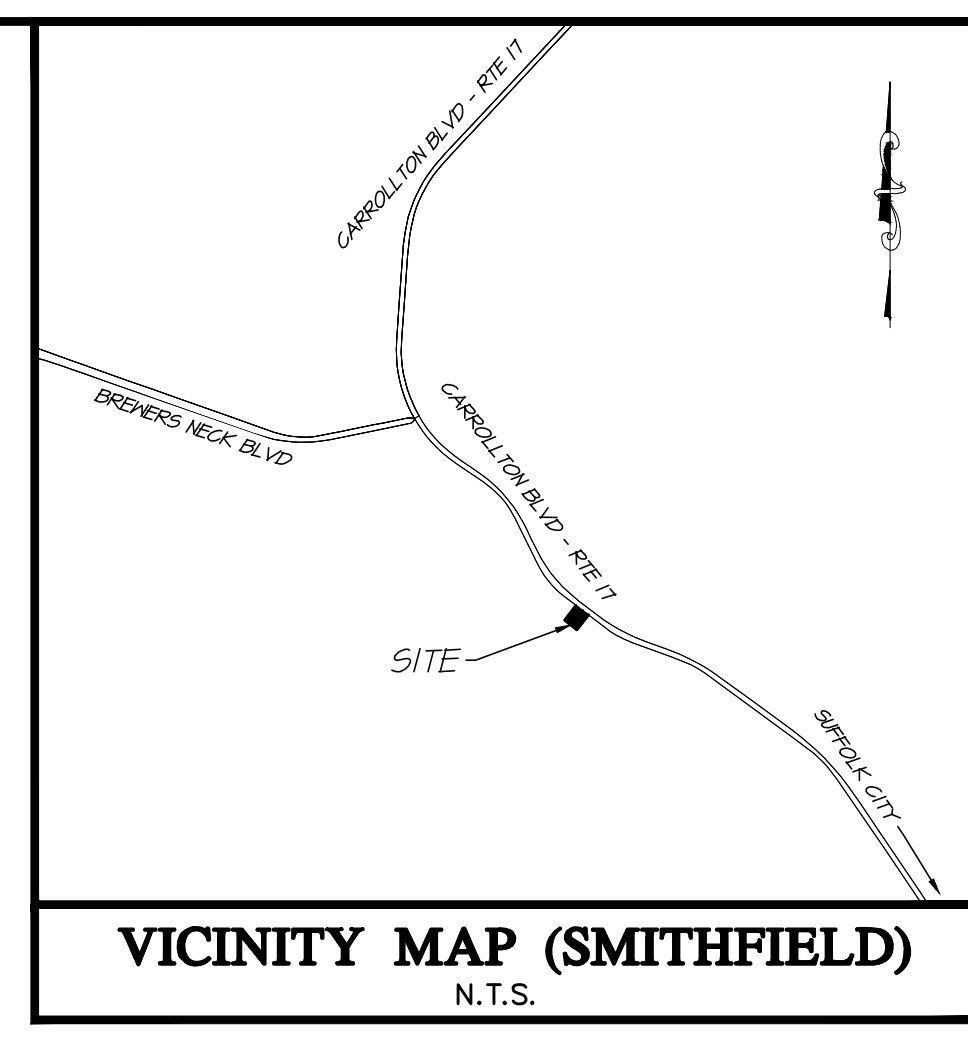 CARROLLTON BLVD - RTE 17
BREWERS NECK BLVD
CARROLLTON BLVD - RTE 17
SITE
SUFFOLK CITY
VICINITY MAP (SMITHFIELD)
N.T.S.